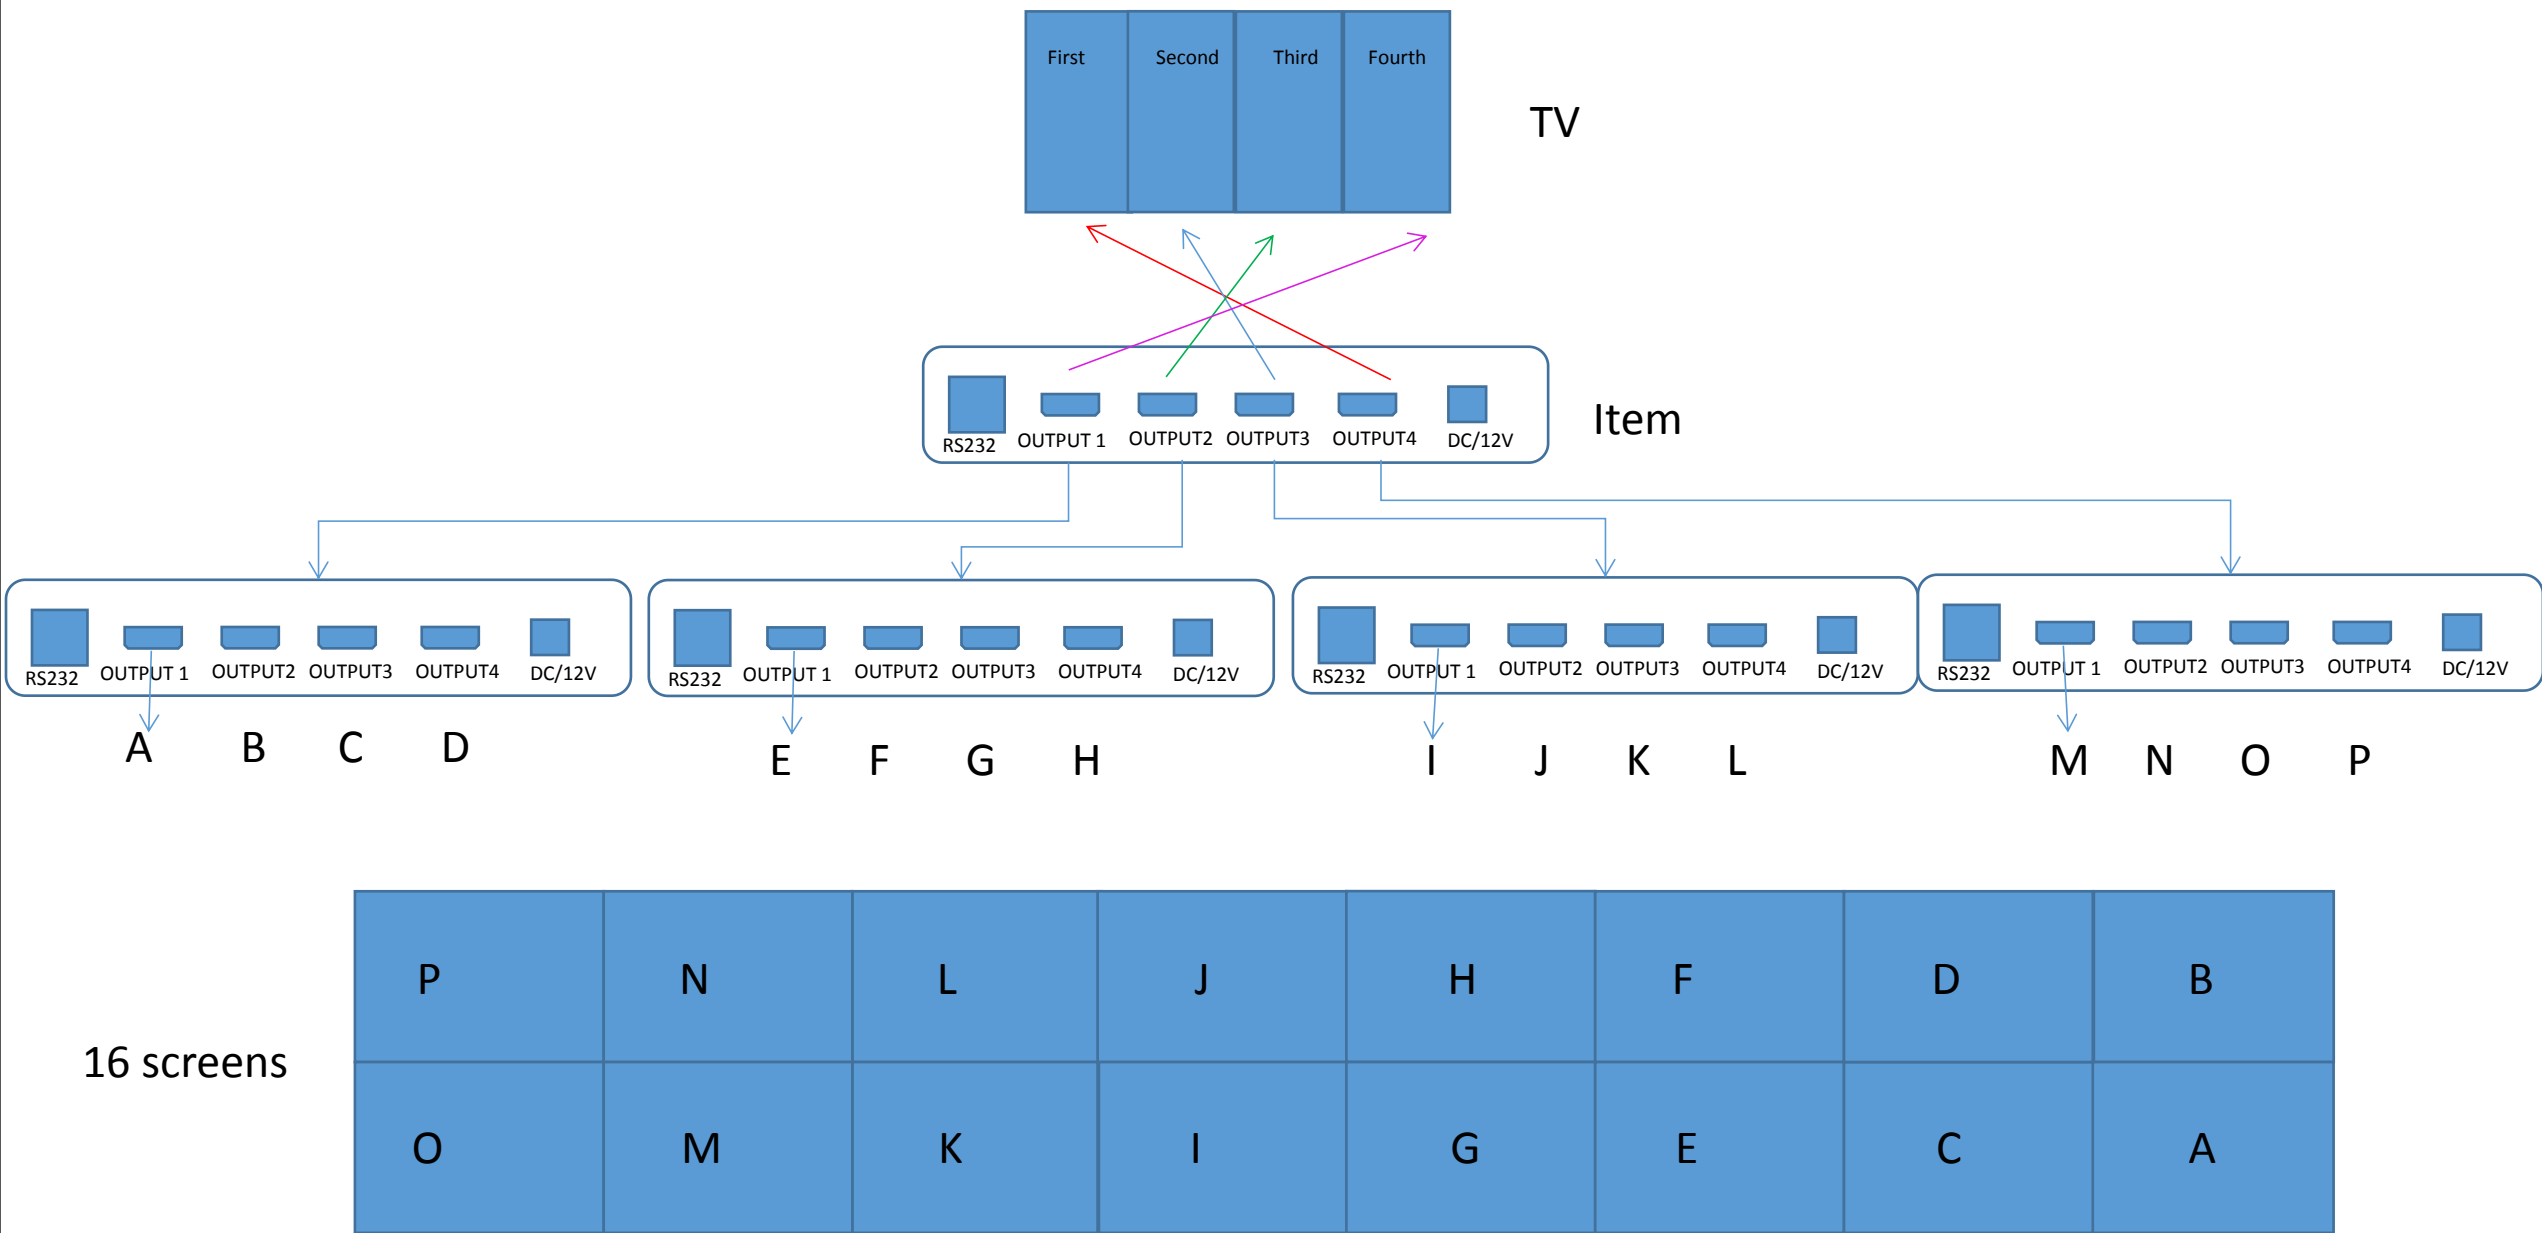 First Second Third Fourth
TV
RS232 OUTPUT 1 OUTPUT2 OUTPUT3 OUTPUT4 DC/12V
Item
RS232 OUTPUT 1 OUTPUT2 OUTPUT3 OUTPUT4 DC/12V
RS232 OUTPUT 1 OUTPUT2 OUTPUT3 OUTPUT4 DC/12V
RS232 OUTPUT 1 OUTPUT2 OUTPUT3 OUTPUT4 DC/12V
RS232 OUTPUT 1 OUTPUT2 OUTPUT3 OUTPUT4 DC/12V
A B C D
E F G H
I J K L
M N O P
16 screens
P N L J H F D B
O M K I G E C A